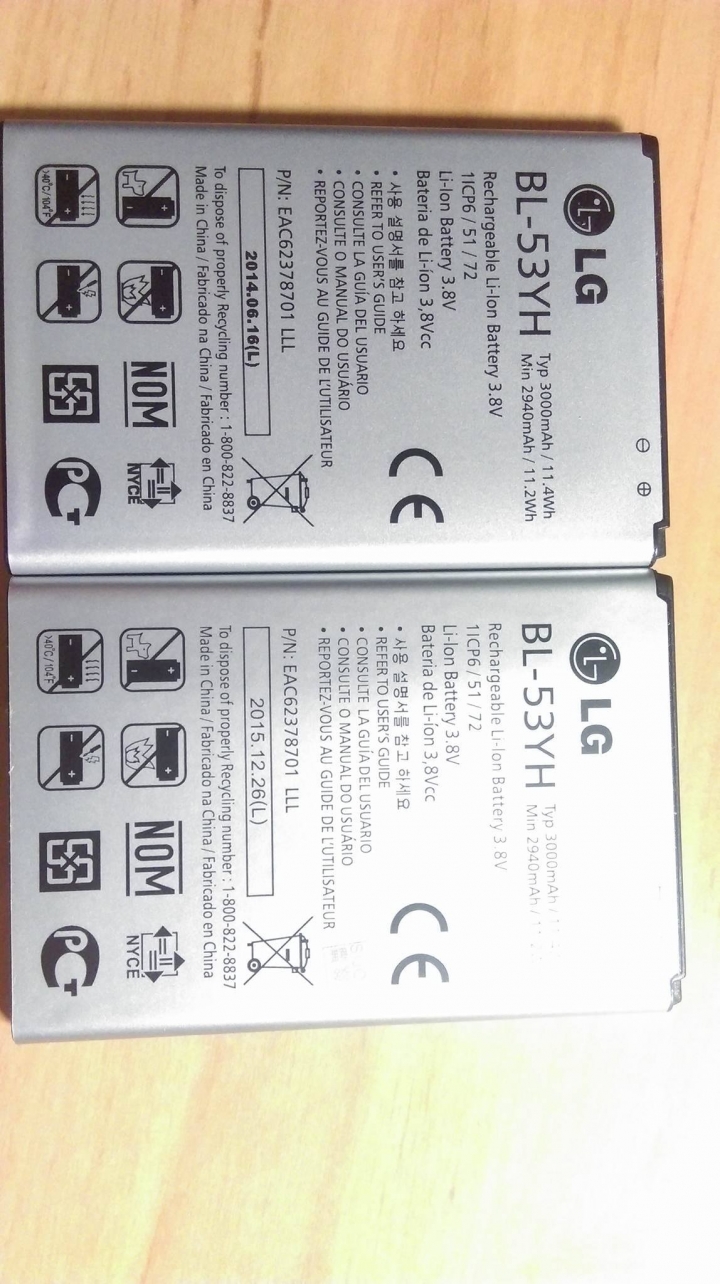 LG
BL-53YH
Typ 3000mAh / 11.4Wh
Min 2940mAh / 11.2Wh
Rechargeable Li-Ion Battery 3.8V
1ICP6 / 51 / 72
Li-Ion Battery 3.8V
Bateria de Li-ion 3,8Vcc
• 사용 설명서를 참고 하세요
• REFER TO USER'S GUIDE
• CONSULTE LA GUÍA DEL USUARIO
• CONSULTE O MANUAL DO USUÁRIO
• REPORTEZ-VOUS AU GUIDE DE L'UTILISATEUR
CE
P/N: EAC62378701 LLL
2014.06.16(L)
To dispose of properly Recycling number : 1-800-822-8837
Made in China / Fabricado na China / Fabricado en China
NOM
NYCE
>40°C/104°F
LG
BL-53YH
Typ 3000mAh
Min 2940mAh
Rechargeable Li-Ion Battery 3.8V
1ICP6 / 51 / 72
Li-Ion Battery 3.8V
Bateria de Li-ion 3,8Vcc
• 사용 설명서를 참고 하세요
• REFER TO USER'S GUIDE
• CONSULTE LA GUÍA DEL USUARIO
• CONSULTE O MANUAL DO USUÁRIO
• REPORTEZ-VOUS AU GUIDE DE L'UTILISATEUR
CE
P/N: EAC62378701 LLL
2015.12.26(L)
To dispose of properly Recycling number : 1-800-822-8837
Made in China / Fabricado na China / Fabricado en China
NOM
NYCE
>40°C/104°F